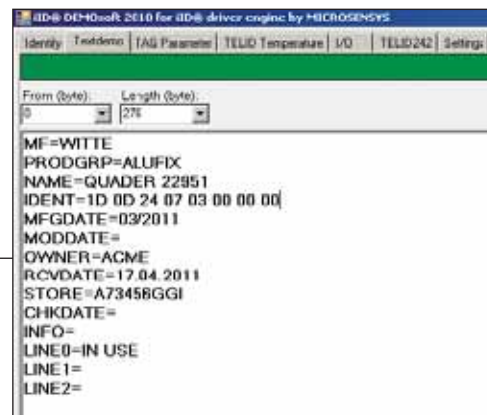 iID® DEMOsoft 2010 for iID® driver engine by MICROSENSYS
Identity Textdemo TAG Parameter TELID Temperature I/O TELID242 Settings
From (byte): Length (byte):
0 276
MF=WITTE
PRODGRP=ALUFIX
NAME=QUADER 22951
IDENT=1D 0D 24 07 03 00 00 00
MFGDATE=03/2011
MODDATE=
OWNER=ACME
RCVDATE=17.04.2011
STORE=A73456GGI
CHKDATE=
INFO=
LINE0=IN USE
LINE1=
LINE2=